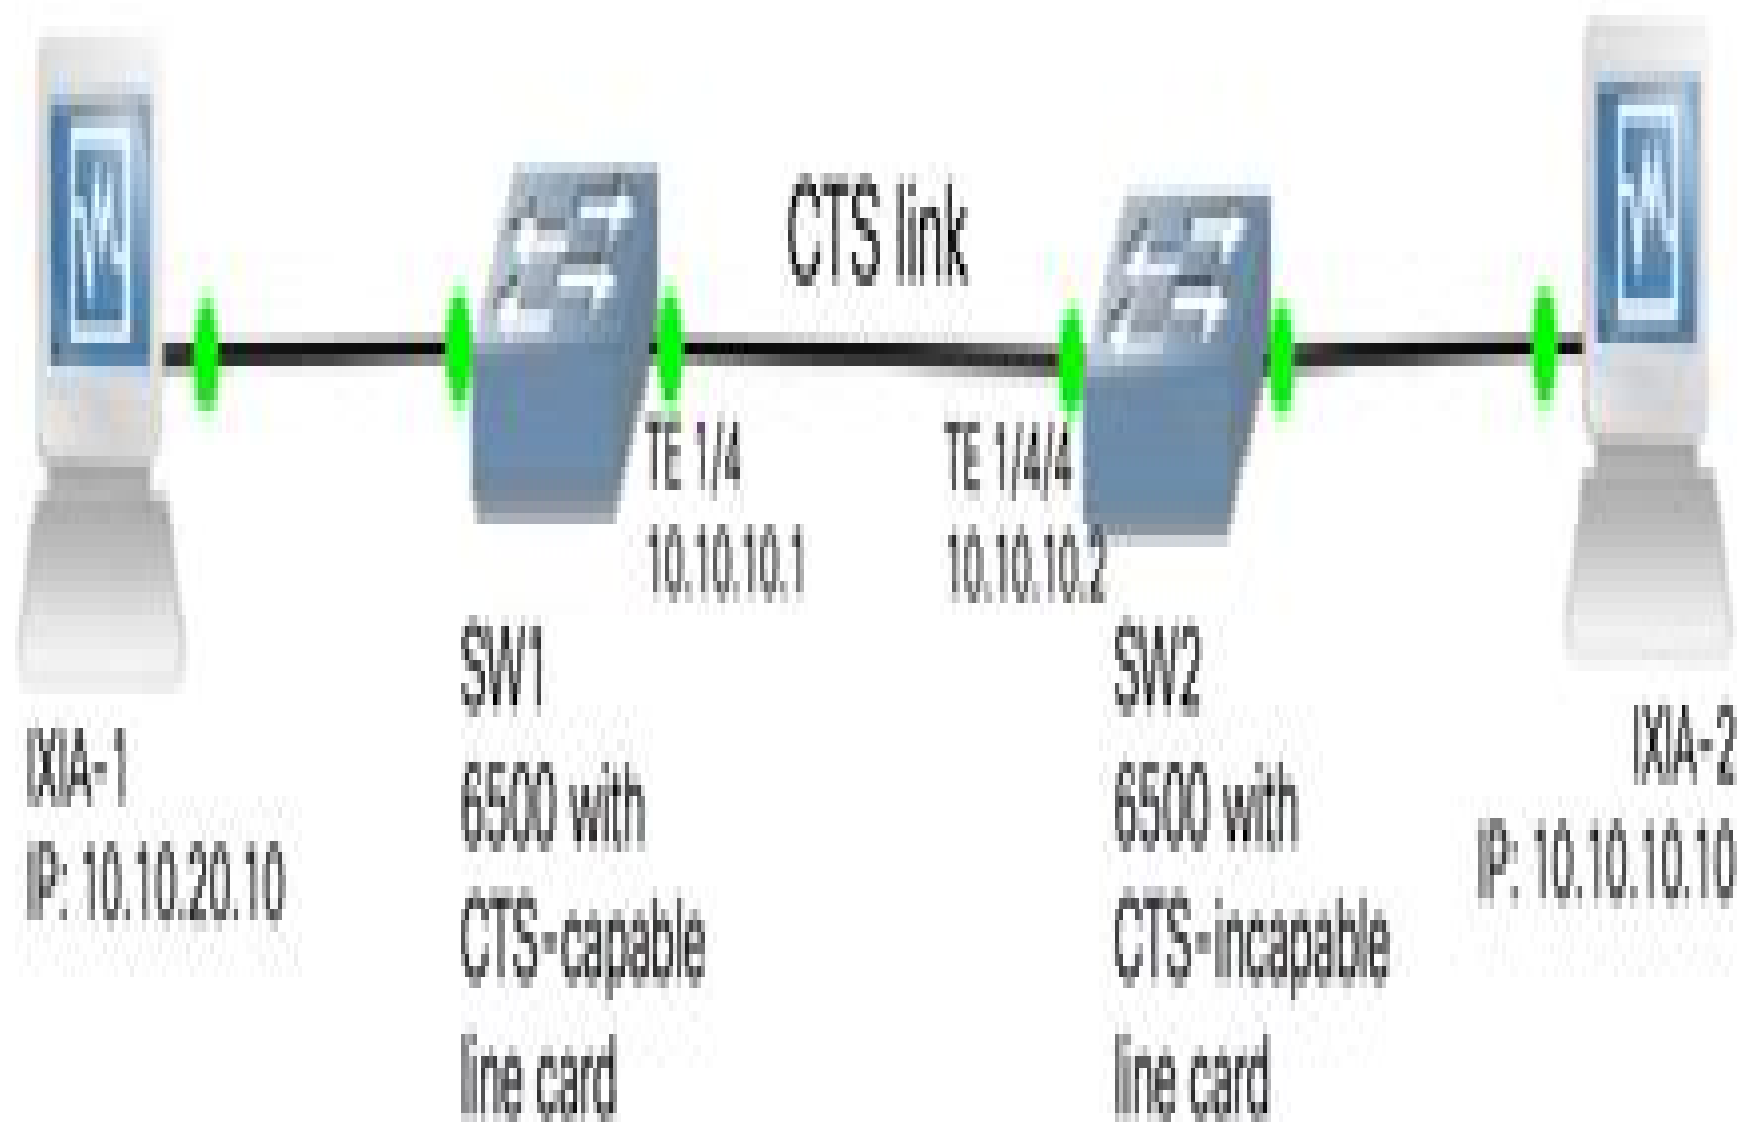 CTS link
TE 1/4
10.10.10.1
TE 1/4/4
10.10.10.2
SW1
6500 with
CTS-capable
line card
SW2
6500 with
CTS-incapable
line card
IXIA-1
IP: 10.10.20.10
IXIA-2
IP: 10.10.10.10